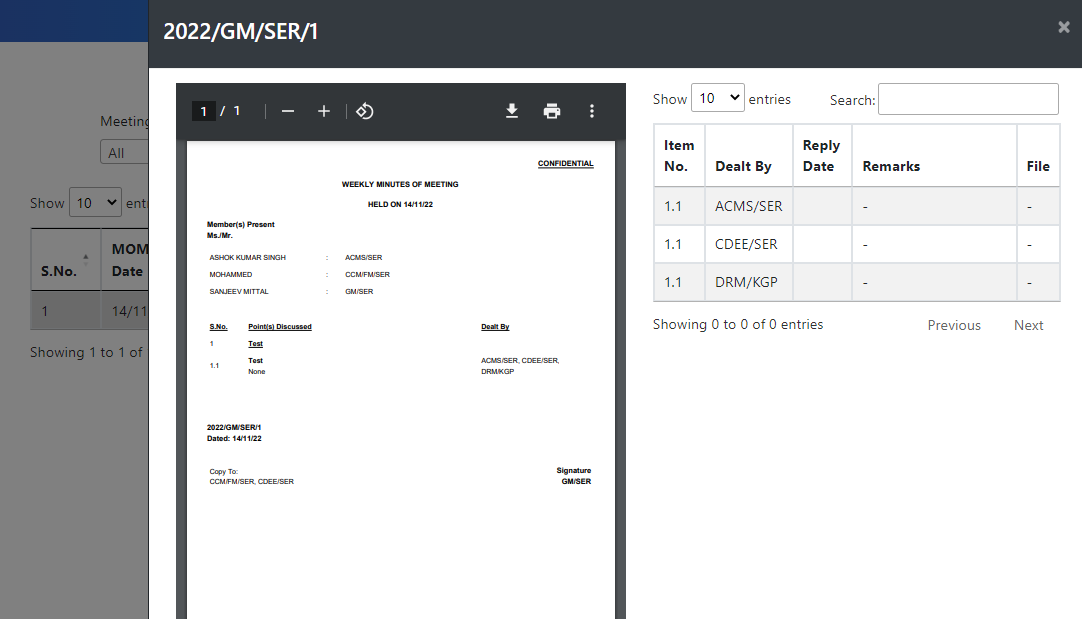 2022/GM/SER/1
×
Meeting
All
Show 10 entri
S.No. MOM Date
1 14/11
Showing 1 to 1 of
1 / 1
CONFIDENTIAL
WEEKLY MINUTES OF MEETING
HELD ON 14/11/22
Member(s) Present
Ms./Mr.
ASHOK KUMAR SINGH : ACMS/SER
MOHAMMED : CCM/FM/SER
SANJEEV MITTAL : GM/SER
S.No. Point(s) Discussed Dealt By
1 Test
1.1 Test
None
ACMS/SER, CDEE/SER,
DRM/KGP
2022/GM/SER/1
Dated: 14/11/22
Copy To:
CCM/FM/SER, CDEE/SER
Signature
GM/SER
Show 10 entries Search:
Item No. Dealt By Reply Date Remarks File
1.1 ACMS/SER - -
1.1 CDEE/SER - -
1.1 DRM/KGP - -
Showing 0 to 0 of 0 entries Previous Next